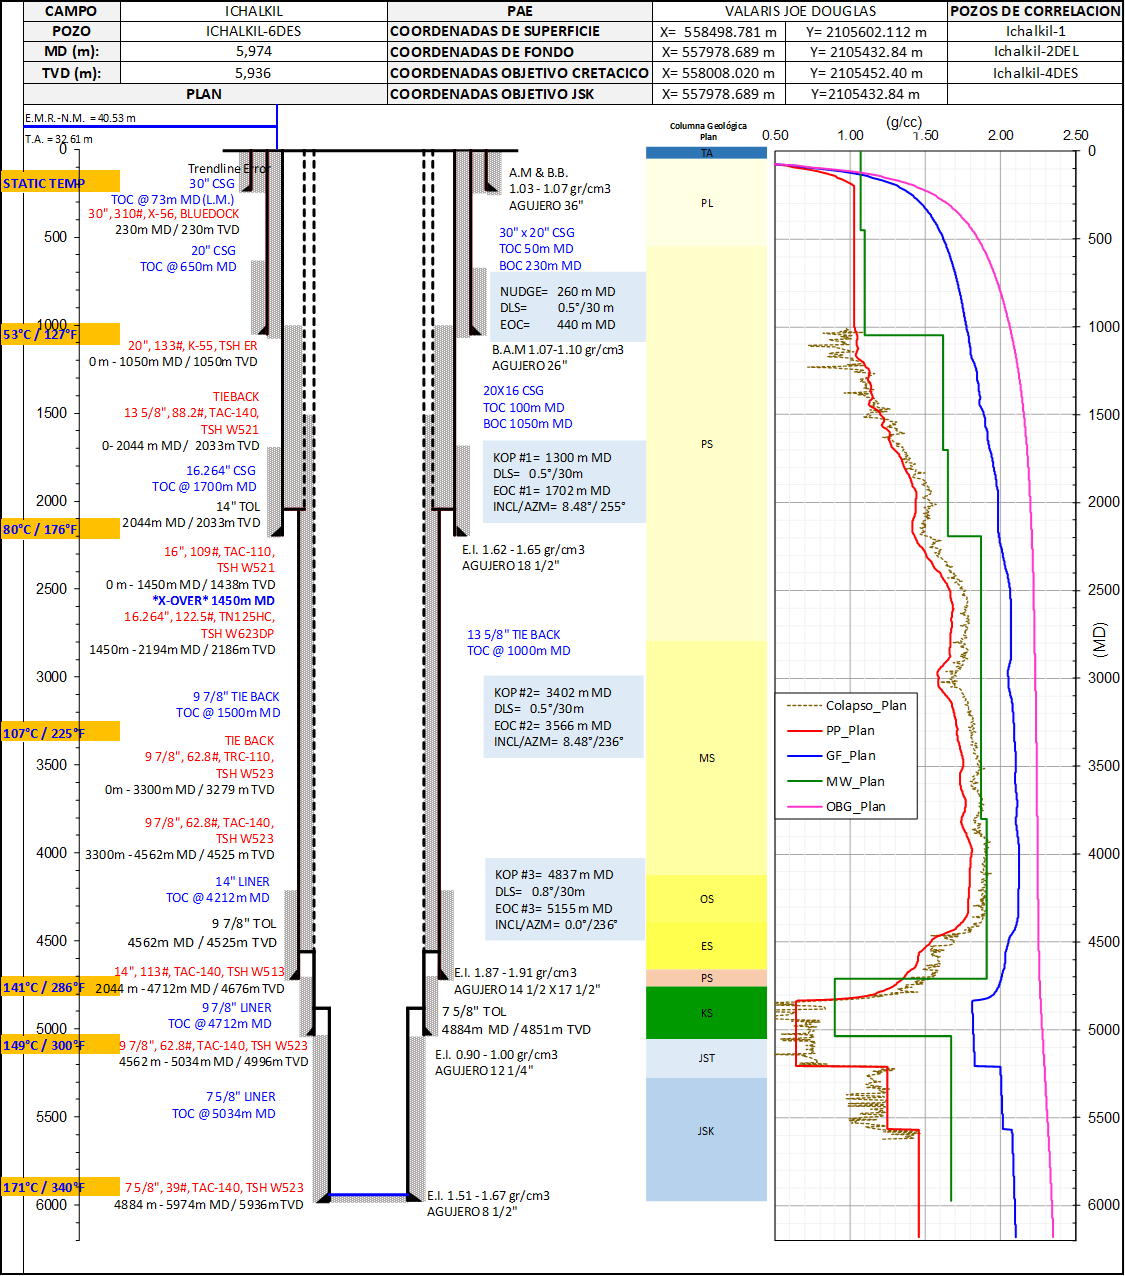 CAMPO ICHALKIL PAE VALARIS JOE DOUGLAS POZOS DE CORRELACION
POZO ICHALKIL-6DES COORDENADAS DE SUPERFICIE X= 558498.781 m Y= 2105602.112 m Ichalkil-1
MD (m): 5,974 COORDENADAS DE FONDO X= 557978.689 m Y= 2105432.84 m Ichalkil-2DEL
TVD (m): 5,936 COORDENADAS OBJETIVO CRETACICO X= 558008.020 m Y= 2105452.40 m Ichalkil-4DES
PLAN COORDENADAS OBJETIVO JSK X= 557978.689 m Y=2105432.84 m
E.M.R.-N.M. = 40.53 m
T.A. = 32.61 m
0
500
1000
1500
2000
2500
3000
3500
4000
4500
5000
5500
6000
STATIC TEMP
53°C / 127°F
80°C / 176°F
107°C / 225°F
141°C / 286°F
149°C / 300°F
171°C / 340°F
Trendline Error
30" CSG
TOC @ 73m MD (L.M.)
30", 310#, X-56, BLUEDOCK
230m MD / 230m TVD
20" CSG
TOC @ 650m MD
20", 133#, K-55, TSH ER
0 m - 1050m MD / 1050m TVD
TIEBACK
13 5/8", 88.2#, TAC-140,
TSH W521
0- 2044 m MD/ 2033m TVD
16.264" CSG
TOC @ 1700m MD
14" TOL
2044m MD / 2033m TVD
16", 109#, TAC-110,
TSH W521
0 m - 1450m MD / 1438m TVD
*X-OVER* 1450m MD
16.264", 122.5#, TN125HC,
TSH W623DP
1450m - 2194m MD / 2186m TVD
9 7/8" TIE BACK
TOC @ 1500m MD
TIE BACK
9 7/8", 62.8#, TRC-110,
TSH W523
0m - 3300m MD / 3279 m TVD
9 7/8", 62.8#, TAC-140,
TSH W523
3300m - 4562m MD / 4525 m TVD
14" LINER
TOC @ 4212m MD
9 7/8" TOL
4562m MD / 4525m TVD
14", 113#, TAC-140, TSH W513
2044 m - 4712m MD / 4676m TVD
9 7/8" LINER
TOC @ 4712m MD
9 7/8", 62.8#, TAC-140, TSH W523
4562 m - 5034m MD / 4996m TVD
7 5/8" LINER
TOC @ 5034m MD
7 5/8", 39#, TAC-140, TSH W523
4884 m - 5974m MD/ 5936m TVD
A.M & B.B.
1.03 - 1.07 gr/cm3
AGUJERO 36"
30" x 20" CSG
TOC 50m MD
BOC 230m MD
NUDGE= 260 m MD
DLS= 0.5°/30 m
EOC= 440 m MD
B.A.M 1.07-1.10 gr/cm3
AGUJERO 26"
20X16 CSG
TOC 100m MD
BOC 1050m MD
KOP #1= 1300 m MD
DLS= 0.5°/30m
EOC #1= 1702 m MD
INCL/AZM= 8.48°/ 255°
E.I. 1.62 - 1.65 gr/cm3
AGUJERO 18 1/2"
13 5/8" TIE BACK
TOC @ 1000m MD
KOP #2= 3402 m MD
DLS= 0.5°/30m
EOC #2= 3566 m MD
INCL/AZM= 8.48°/236°
KOP #3= 4837 m MD
DLS= 0.8°/30m
EOC #3= 5155 m MD
INCL/AZM= 0.0°/236°
E.I. 1.87 - 1.91 gr/cm3
AGUJERO 14 1/2 X 17 1/2"
7 5/8" TOL
4884m MD / 4851m TVD
E.I. 0.90 - 1.00 gr/cm3
AGUJERO 12 1/4"
E.I. 1.51 - 1.67 gr/cm3
AGUJERO 8 1/2"
Columna Geológica
Plan
TA
PL
PS
MS
OS
ES
PS
KS
JST
JSK
(g/cc)
0.50 1.00 1.50 2.00 2.50
0
500
1000
1500
2000
2500
3000
3500
4000
4500
5000
5500
6000
(MD)
Colapso_Plan
PP_Plan
GF_Plan
MW_Plan
OBG_Plan